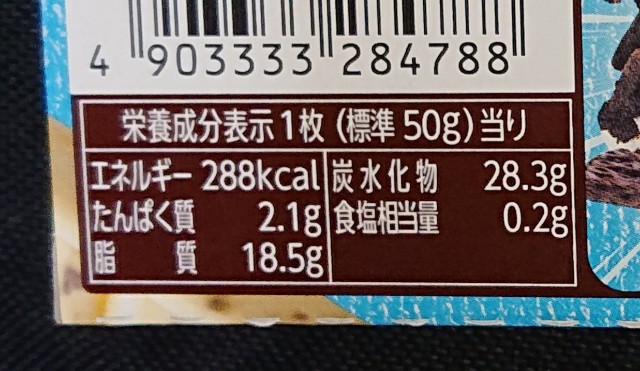 4 903333 284788
栄養成分表示1枚(標準50g)当り
エネルギー 288kcal
たんぱく質 2.1g
脂質 18.5g
炭水化物 28.3g
食塩相当量 0.2g